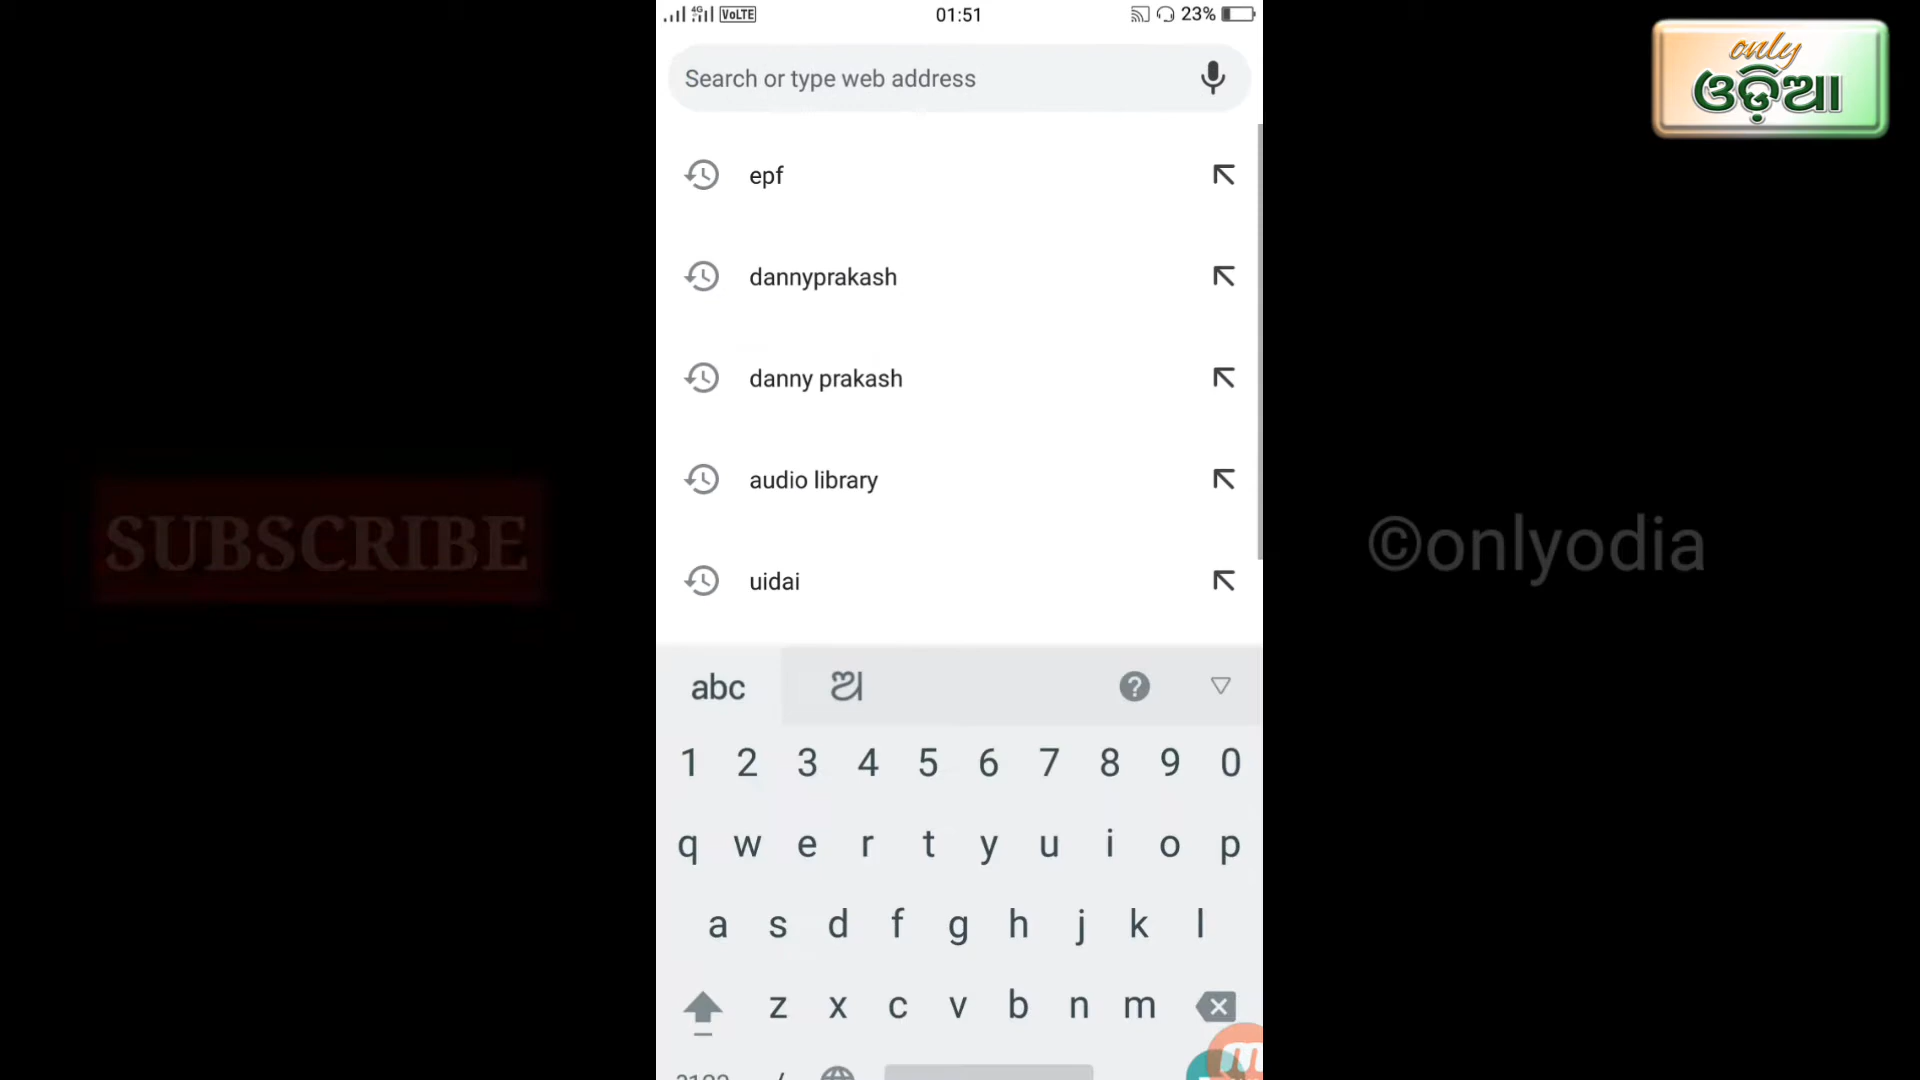 VoLTE 01:51 23%
only
ଓଡ଼ିଆ
Search or type web address
epf
dannyprakash
danny prakash
audio library
SUBSCRIBE
©onlyodia
uidai
abc ଅ ?
1 2 3 4 5 6 7 8 9 0
q w e r t y u i o p
a s d f g h j k l
z x c v b n m